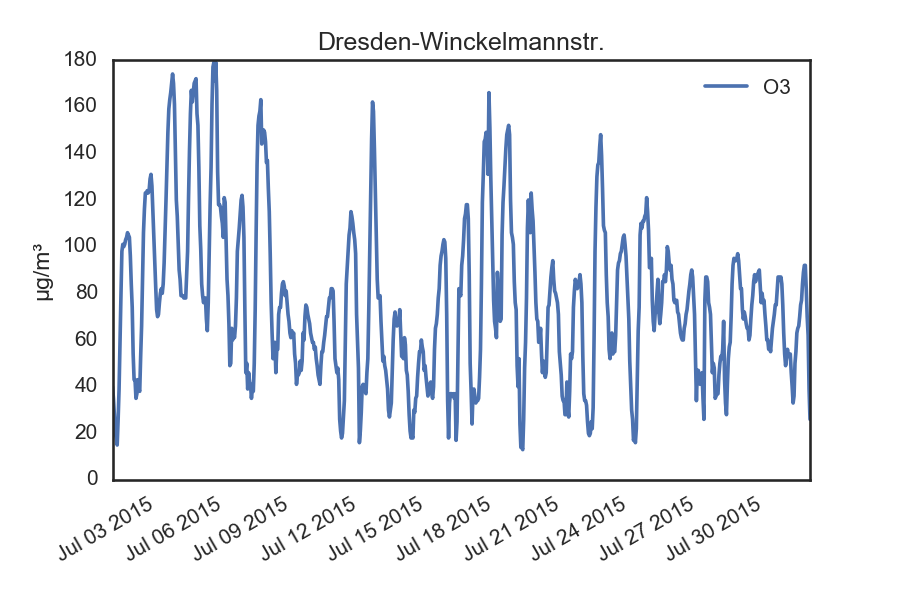 Dresden-Winckelmannstr.
180
160
140
120
100
80
60
40
20
0
µg/m³
O3
Jul 03 2015
Jul 06 2015
Jul 09 2015
Jul 12 2015
Jul 15 2015
Jul 18 2015
Jul 21 2015
Jul 24 2015
Jul 27 2015
Jul 30 2015